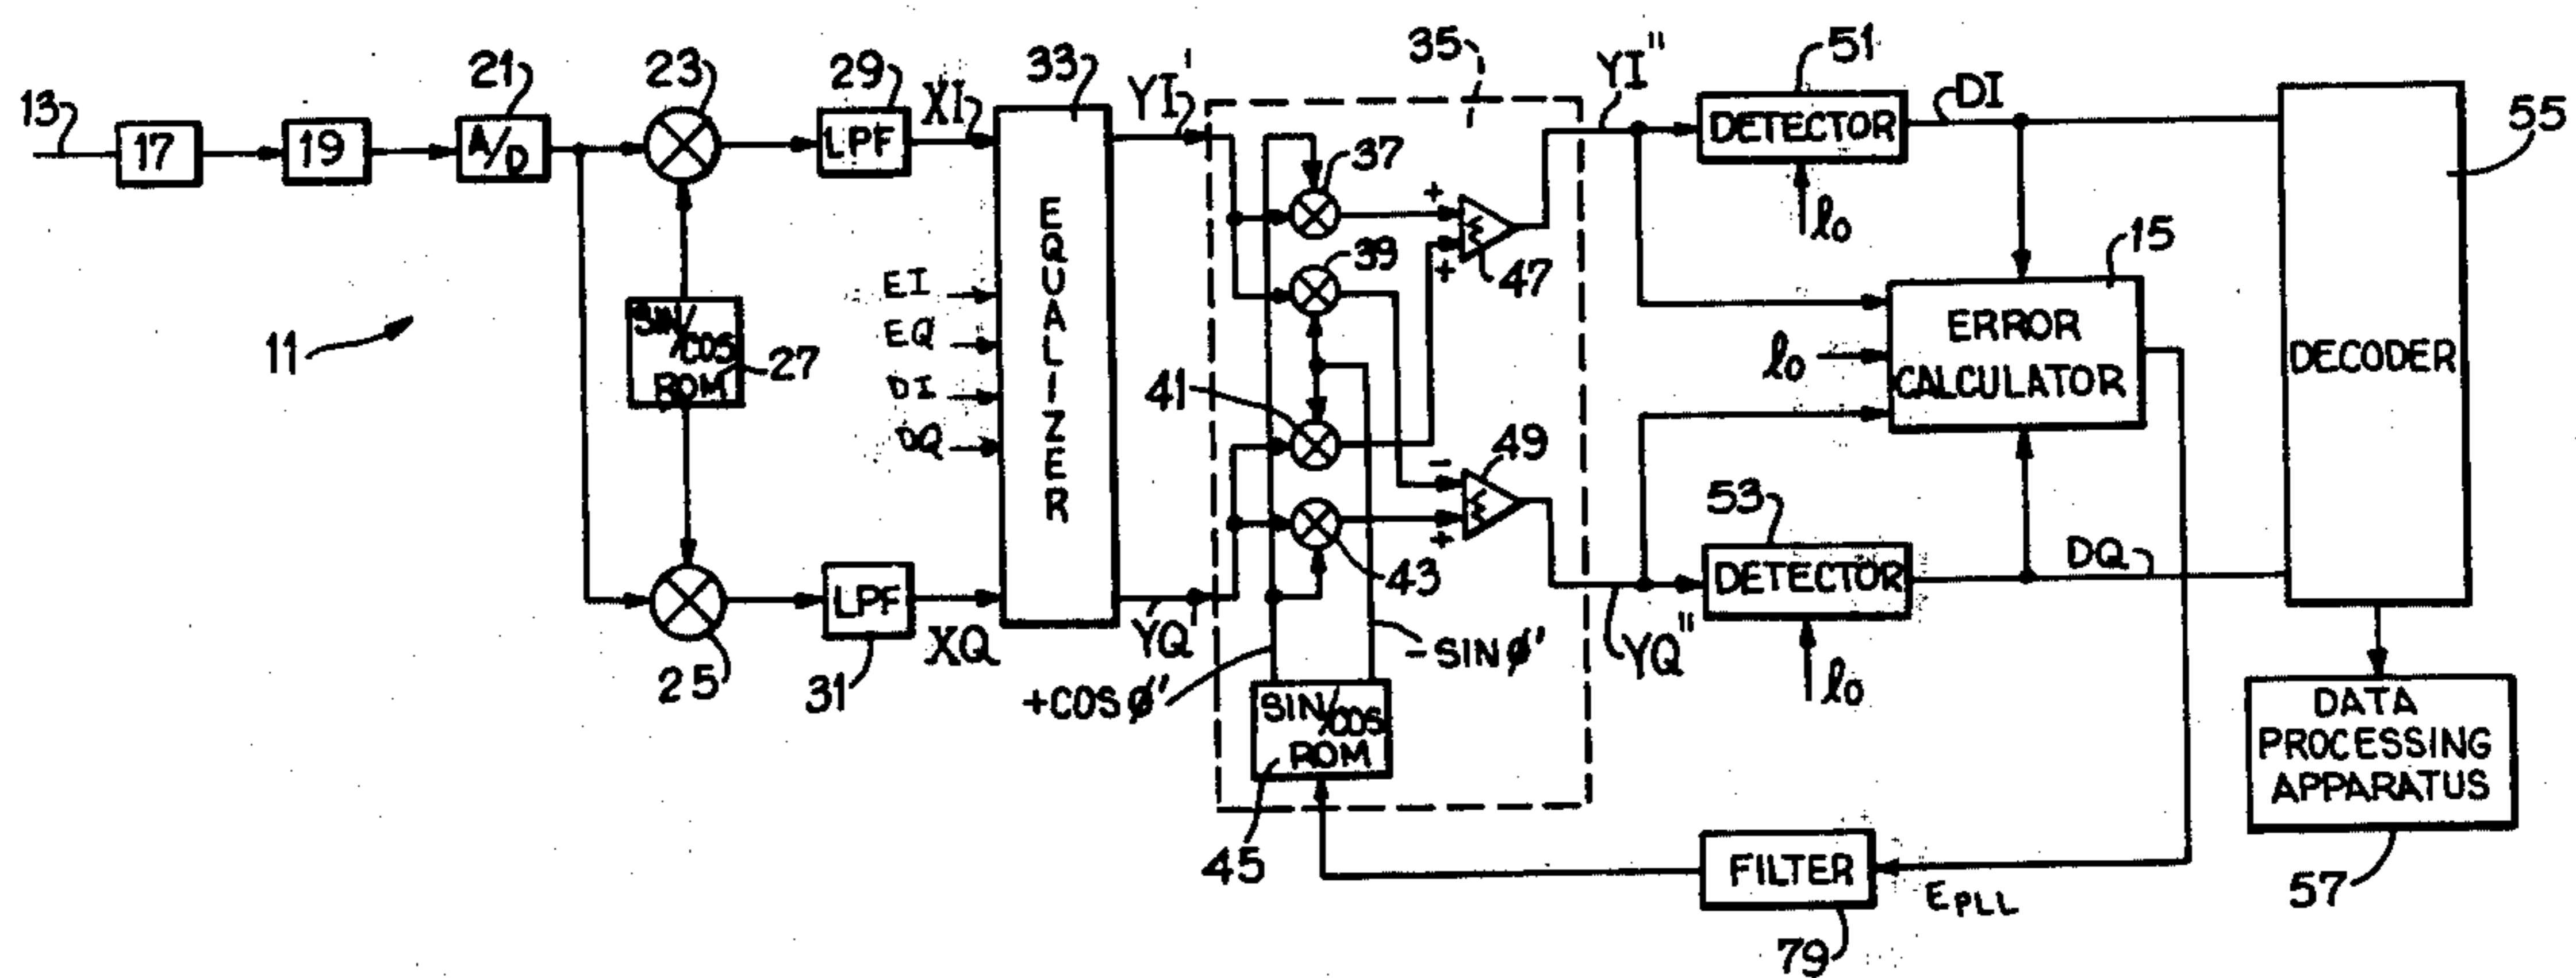 13
17
19
21
A/D
23
29
LPF
XI
33
EQUALIZER
YI'
35
YI"
51
DETECTOR
DI
l0
55
DECODER
11
SIN/COS
ROM
27
EI
EQ
DI
DQ
37
39
41
43
+
+
47
-
+
49
15
ERROR
CALCULATOR
l0
25
LPF
31
XQ
YQ'
+COS ø'
-SIN ø'
SIN/COS
ROM
45
YQ"
53
DETECTOR
l0
DQ
DATA
PROCESSING
APPARATUS
57
FILTER
79
EPLL